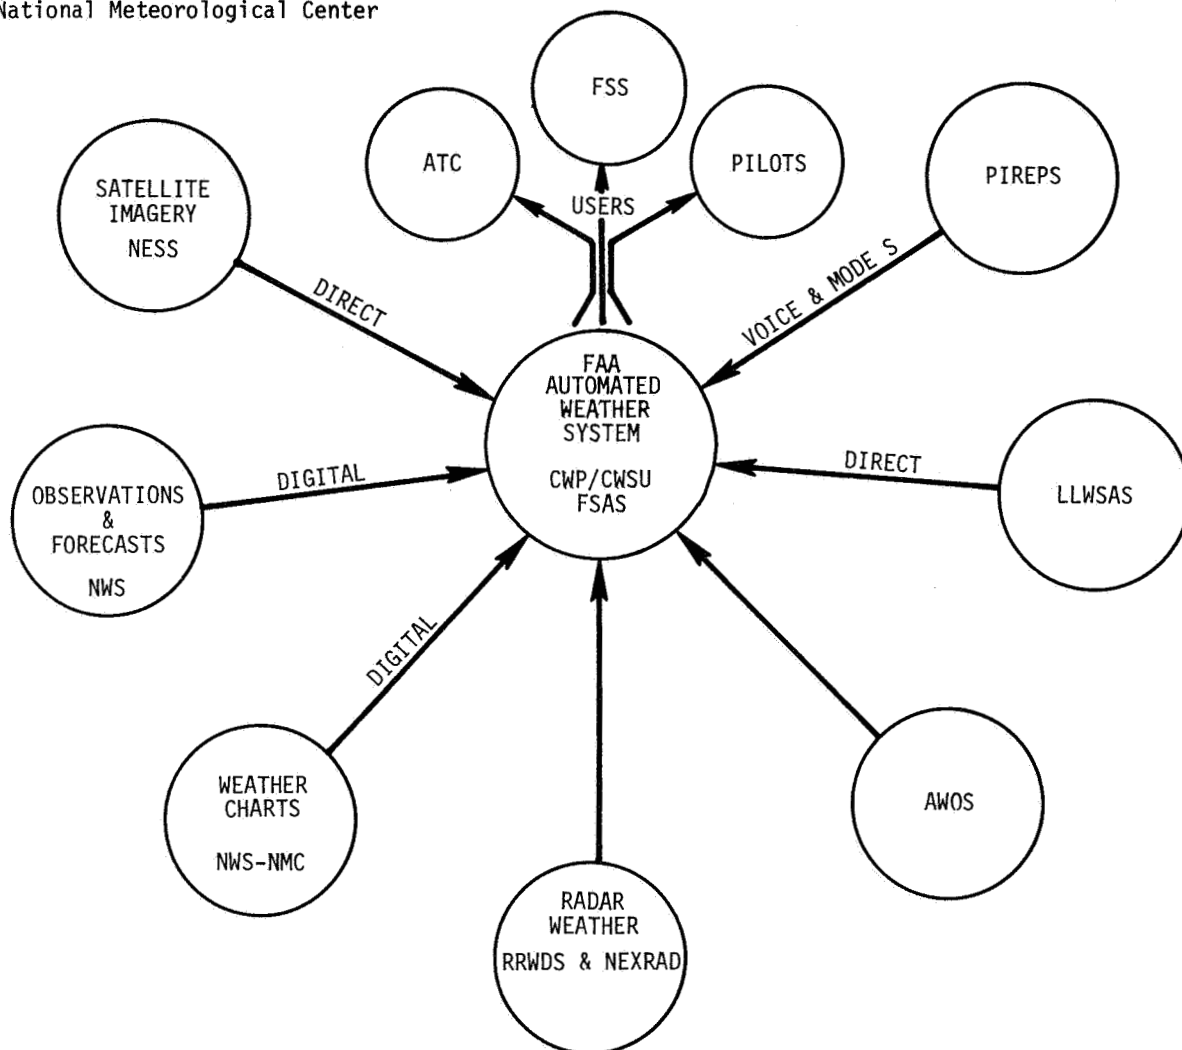 National Meteorological Center
FSS
ATC
PILOTS
PIREPS
SATELLITE
IMAGERY
NESS
USERS
DIRECT
VOICE & MODE S
FAA
AUTOMATED
WEATHER
SYSTEM
CWP/CWSU
FSAS
DIGITAL
DIRECT
OBSERVATIONS
&
FORECASTS
NWS
LLWSAS
DIGITAL
WEATHER
CHARTS
NWS-NMC
AWOS
RADAR
WEATHER
RRWDS & NEXRAD